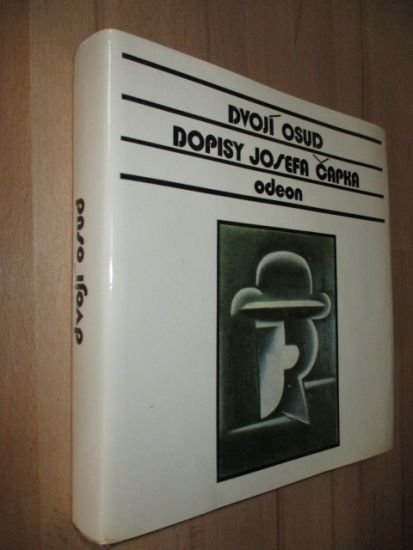 DVOJÍ OSUD
DOPISY JOSEFA ČAPKA
odeon
dvojí osud